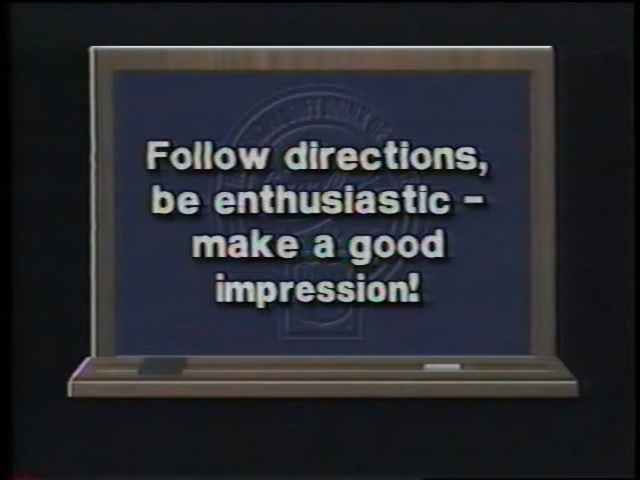 Follow directions,
be enthusiastic –
make a good
impression!